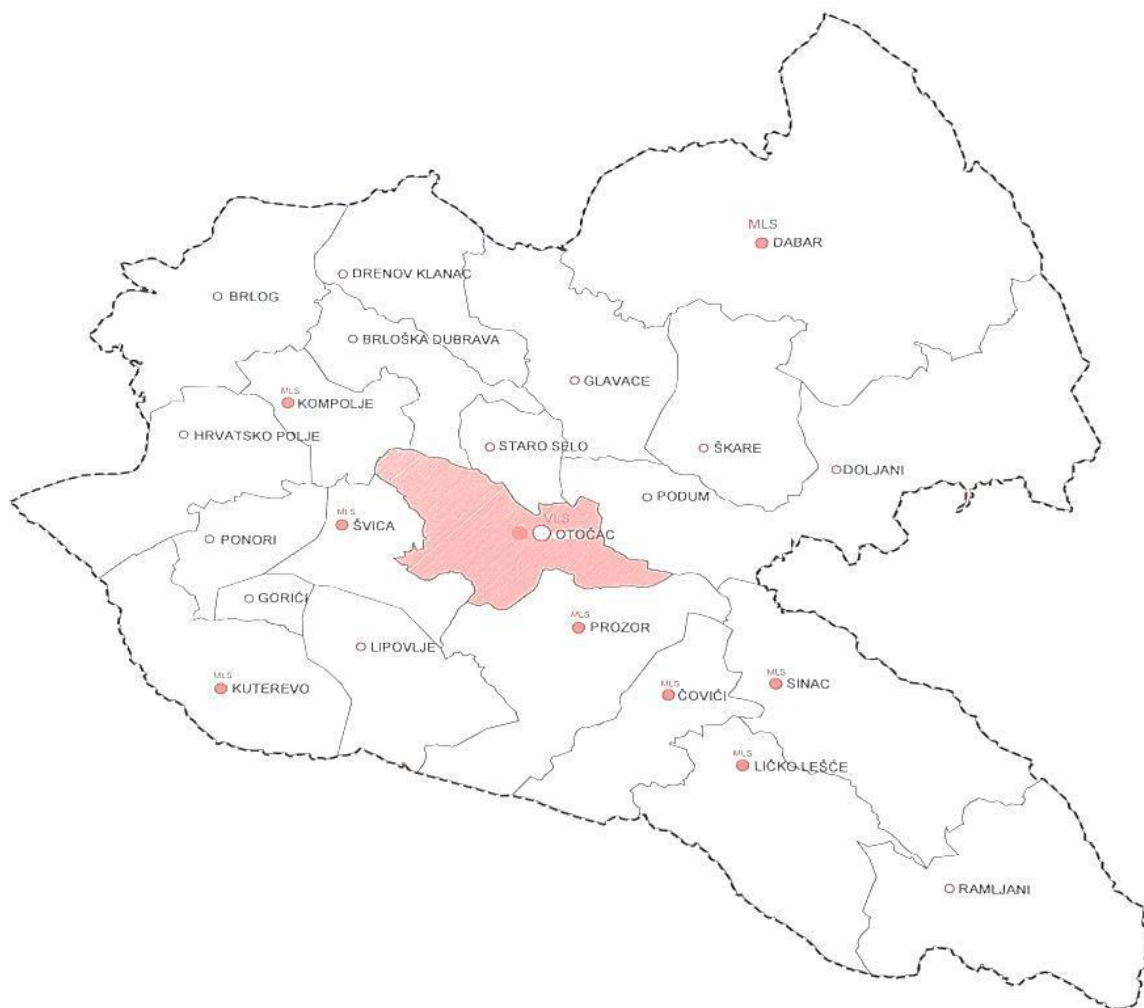 MLS
DABAR
DRENOV KLANAC
BRLOG
BRLOŠKA DUBRAVA
GLAVACE
MLS
KOMPOLJE
HRVATSKO POLJE
STARO SELO
ŠKARE
DOLJANI
PODUM
MLS
ŠVICA
VLS
OTOČAC
PONORI
GORIĆI
MLS
PROZOR
LIPOVLJE
MLS
KUTEREVO
MLS
ČOVIĆI
MLS
SINAC
MLS
LIČKO LEŠĆE
RAMLJANI